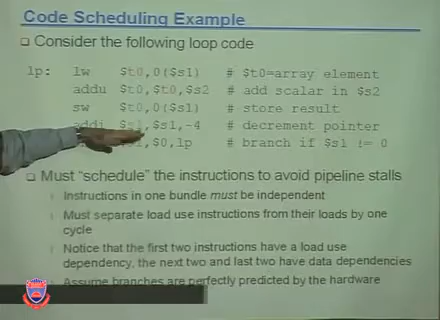 Code Scheduling Example
Consider the following loop code
lp: lw $t0,0($s1) # $t0=array element
addu $t0,$t0,$s2 # add scalar in $s2
sw $t0,0($s1) # store result
addi $s1,$s1,-4 # decrement pointer
,$0,lp # branch if $s1 != 0
Must “schedule” the instructions to avoid pipeline stalls
Instructions in one bundle must be independent
Must separate load use instructions from their loads by one
cycle
Notice that the first two instructions have a load use
dependency, the next two and last two have data dependencies
Assume branches are perfectly predicted by the hardware